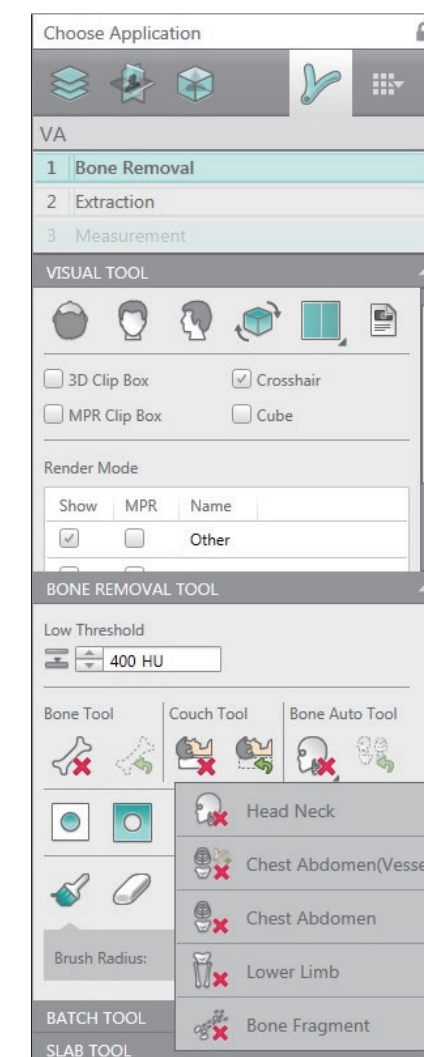 Choose Application
VA
1 Bone Removal
2 Extraction
3 Measurement
VISUAL TOOL
3D Clip Box Crosshair
MPR Clip Box Cube
Render Mode
Show MPR Name
Other
BONE REMOVAL TOOL
Low Threshold
400 HU
Bone Tool Couch Tool Bone Auto Tool
Head Neck
Chest Abdomen(Vesse
Chest Abdomen
Lower Limb
Brush Radius:
Bone Fragment
BATCH TOOL
SLAB TOOL